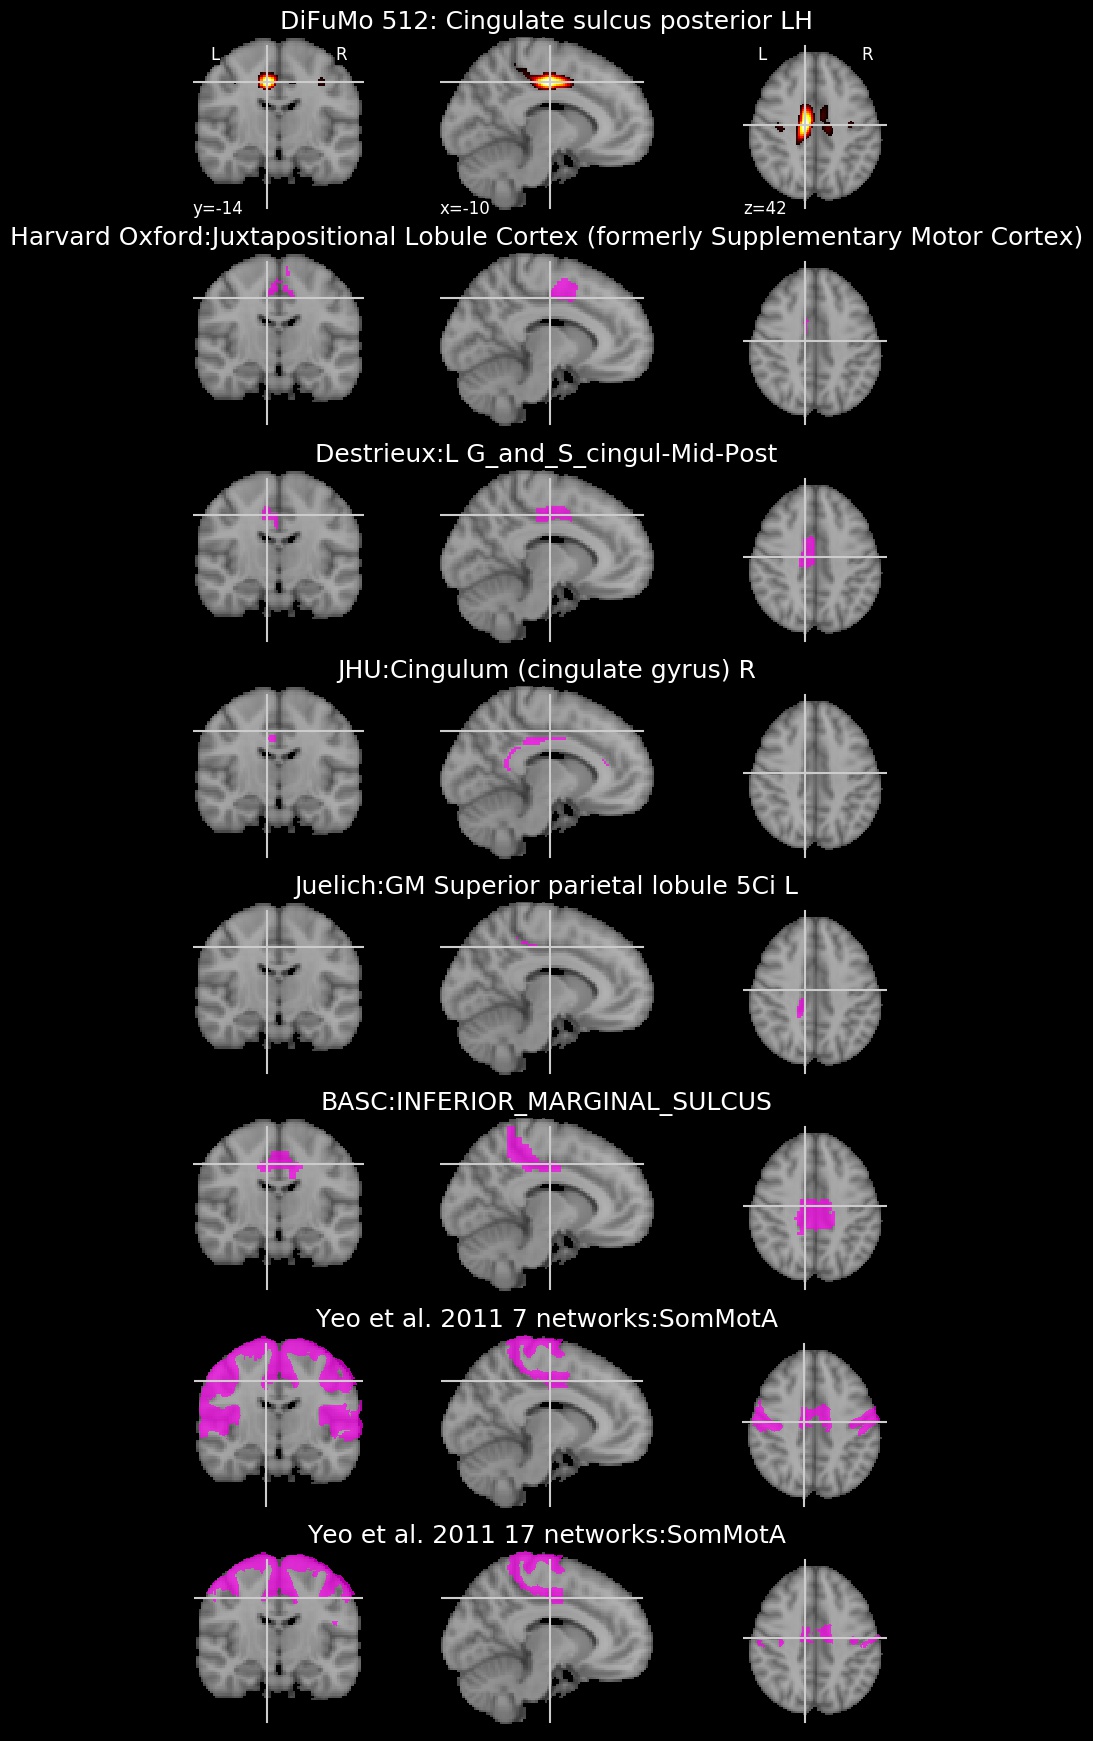 DiFuMo 512: Cingulate sulcus posterior LH
L R L R
y=-14 x=-10 z=42
Harvard Oxford:Juxtapositional Lobule Cortex (formerly Supplementary Motor Cortex)
Destrieux:L G_and_S_cingul-Mid-Post
JHU:Cingulum (cingulate gyrus) R
Juelich:GM Superior parietal lobule 5Ci L
BASC:INFERIOR_MARGINAL_SULCUS
Yeo et al. 2011 7 networks:SomMotA
Yeo et al. 2011 17 networks:SomMotA